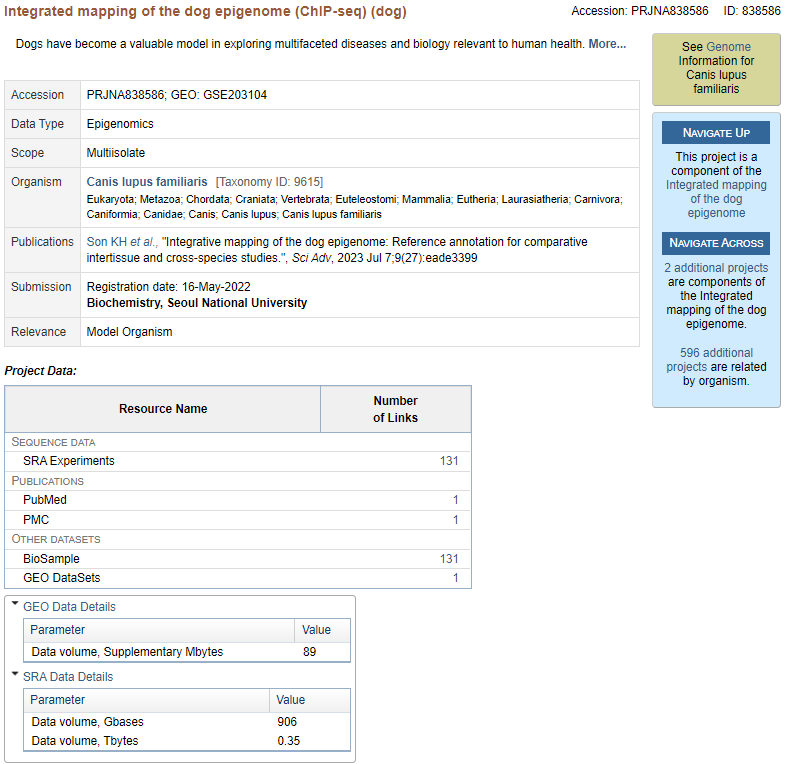 Integrated mapping of the dog epigenome (ChIP-seq) (dog)
Accession: PRJNA838586 ID: 838586
Dogs have become a valuable model in exploring multifaceted diseases and biology relevant to human health. More...
See Genome
Information for
Canis lupus
familiaris
Accession PRJNA838586; GEO: GSE203104
Data Type Epigenomics
Scope Multiisolate
Organism Canis lupus familiaris [Taxonomy ID: 9615]
Eukaryota; Metazoa; Chordata; Craniata; Vertebrata; Euteleostomi; Mammalia; Eutheria; Laurasiatheria; Carnivora;
Caniformia; Canidae; Canis; Canis lupus; Canis lupus familiaris
Publications Son KH et al., "Integrative mapping of the dog epigenome: Reference annotation for comparative
intertissue and cross-species studies.", Sci Adv, 2023 Jul 7;9(27):eade3399
Submission Registration date: 16-May-2022
Biochemistry, Seoul National University
Relevance Model Organism
NAVIGATE UP
This project is a
component of the
Integrated mapping
of the dog
epigenome
NAVIGATE ACROSS
2 additional projects
are components of
the Integrated
mapping of the dog
epigenome.
596 additional
projects are related
by organism.
Project Data:
Resource Name Number
of Links
SEQUENCE DATA
SRA Experiments 131
PUBLICATIONS
PubMed 1
PMC 1
OTHER DATASETS
BioSample 131
GEO DataSets 1
GEO Data Details
Parameter Value
Data volume, Supplementary Mbytes 89
SRA Data Details
Parameter Value
Data volume, Gbases 906
Data volume, Tbytes 0.35